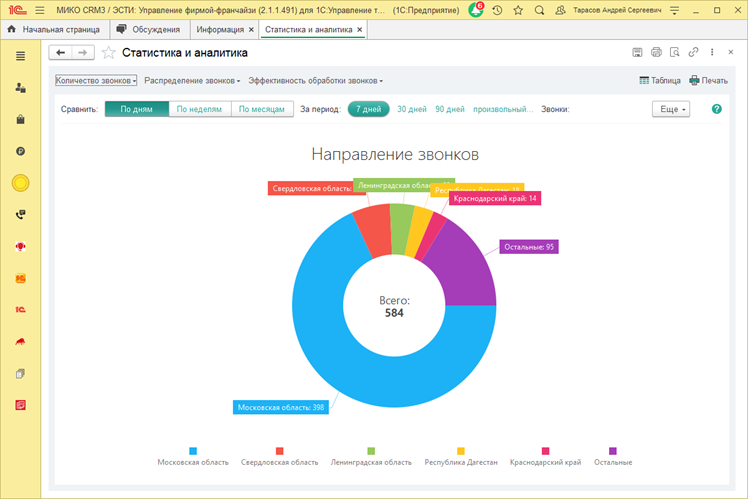 1С МИКО CRM3 / ЭСТИ: Управление фирмой-франчайзи (2.1.1.491) для 1С:Управление т... (1С:Предприятие) 6 Тарасов Андрей Сергеевич
Начальная страница Обсуждения Информация × Статистика и аналитика ×
Статистика и аналитика
Количество звонков Распределение звонков Эффективность обработки звонков Таблица Печать
Сравнить: По дням По неделям По месяцам За период: 7 дней 30 дней 90 дней произвольный... Звонки: Еще ?
Направление звонков
Свердловская область:
Ленинградская область
Республика Дагестан: 18
Краснодарский край: 14
Остальные: 95
Всего:
584
Московская область: 398
Московская область Свердловская область Ленинградская область Республика Дагестан Краснодарский край Остальные
1С